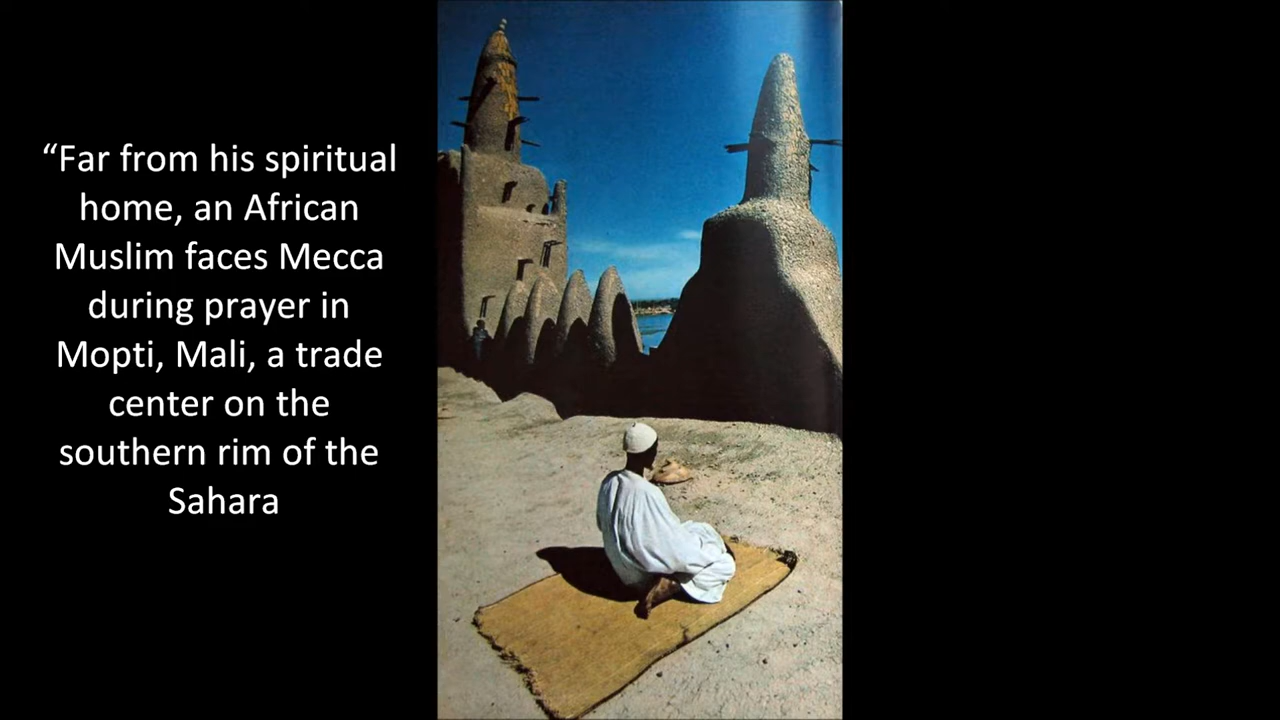 “Far from his spiritual
home, an African
Muslim faces Mecca
during prayer in
Mopti, Mali, a trade
center on the
southern rim of the
Sahara